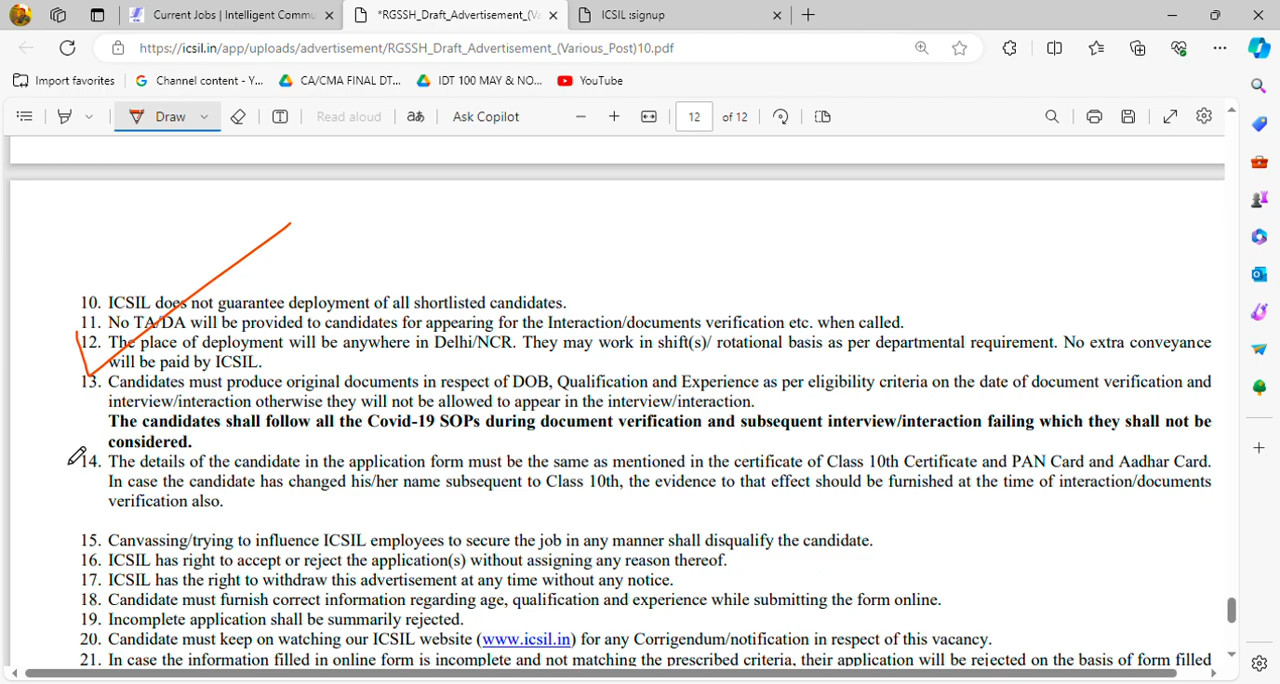 Current Jobs | Intelligent Commu
*RGSSH_Draft_Advertisement_(Va
ICSIL :signup
https://icsil.in/app/uploads/advertisement/RGSSH_Draft_Advertisement_(Various_Post)10.pdf
Import favorites
Channel content - Y...
CA/CMA FINAL DT...
IDT 100 MAY & NO...
YouTube
Draw
Read aloud
aあ
Ask Copilot
12 of 12
10. ICSIL does not guarantee deployment of all shortlisted candidates.
11. No TA/DA will be provided to candidates for appearing for the Interaction/documents verification etc. when called.
12. The place of deployment will be anywhere in Delhi/NCR. They may work in shift(s)/ rotational basis as per departmental requirement. No extra conveyance
will be paid by ICSIL.
13. Candidates must produce original documents in respect of DOB, Qualification and Experience as per eligibility criteria on the date of document verification and
interview/interaction otherwise they will not be allowed to appear in the interview/interaction.
The candidates shall follow all the Covid-19 SOPs during document verification and subsequent interview/interaction failing which they shall not be
considered.
14. The details of the candidate in the application form must be the same as mentioned in the certificate of Class 10th Certificate and PAN Card and Aadhar Card.
In case the candidate has changed his/her name subsequent to Class 10th, the evidence to that effect should be furnished at the time of interaction/documents
verification also.
15. Canvassing/trying to influence ICSIL employees to secure the job in any manner shall disqualify the candidate.
16. ICSIL has right to accept or reject the application(s) without assigning any reason thereof.
17. ICSIL has the right to withdraw this advertisement at any time without any notice.
18. Candidate must furnish correct information regarding age, qualification and experience while submitting the form online.
19. Incomplete application shall be summarily rejected.
20. Candidate must keep on watching our ICSIL website (www.icsil.in) for any Corrigendum/notification in respect of this vacancy.
21. In case the information filled in online form is incomplete and not matching the prescribed criteria, their application will be rejected on the basis of form filled